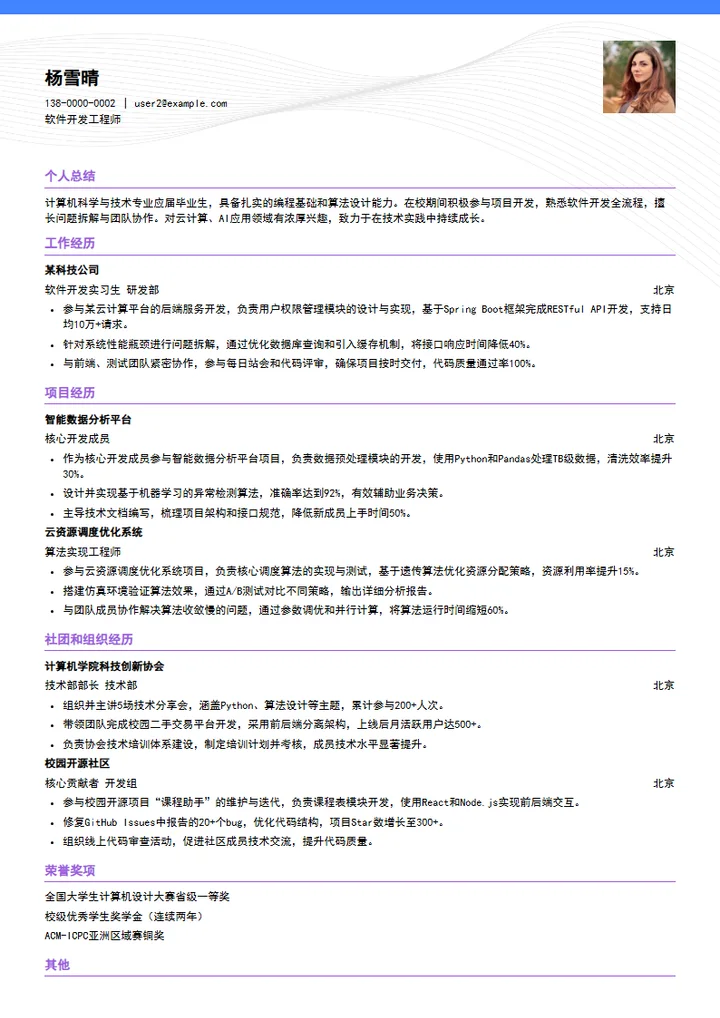 杨雪晴
138-0000-0002 | user2@example.com
软件开发工程师
个人总结
计算机科学与技术专业应届毕业生，具备扎实的编程基础和算法设计能力。在校期间积极参与项目开发，熟悉软件开发全流程，擅
长问题拆解与团队协作。对云计算、AI应用领域有浓厚兴趣，致力于在技术实践中持续成长。
工作经历
某科技公司
软件开发实习生 研发部 北京
• 参与某云计算平台的后端服务开发，负责用户权限管理模块的设计与实现，基于Spring Boot框架完成RESTful API开发，支持日
均10万+请求。
• 针对系统性能瓶颈进行问题拆解，通过优化数据库查询和引入缓存机制，将接口响应时间降低40%。
• 与前端、测试团队紧密协作，参与每日站会和代码评审，确保项目按时交付，代码质量通过率100%。
项目经历
智能数据分析平台
核心开发成员 北京
• 作为核心开发成员参与智能数据分析平台项目，负责数据预处理模块的开发，使用Python和Pandas处理TB级数据，清洗效率提升
30%。
• 设计并实现基于机器学习的异常检测算法，准确率达到92%，有效辅助业务决策。
• 主导技术文档编写，梳理项目架构和接口规范，降低新成员上手时间50%。
云资源调度优化系统
算法实现工程师 北京
• 参与云资源调度优化系统项目，负责核心调度算法的实现与测试，基于遗传算法优化资源分配策略，资源利用率提升15%。
• 搭建仿真环境验证算法效果，通过A/B测试对比不同策略，输出详细分析报告。
• 与团队成员协作解决算法收敛慢的问题，通过参数调优和并行计算，将算法运行时间缩短60%。
社团和组织经历
计算机学院科技创新协会
技术部部长 技术部 北京
• 组织并主讲5场技术分享会，涵盖Python、算法设计等主题，累计参与200+人次。
• 带领团队完成校园二手交易平台开发，采用前后端分离架构，上线后月活跃用户达500+。
• 负责协会技术培训体系建设，制定培训计划并考核，成员技术水平显著提升。
校园开源社区
核心贡献者 开发组 北京
• 参与校园开源项目“课程助手”的维护与迭代，负责课程表模块开发，使用React和Node.js实现前后端交互。
• 修复GitHub Issues中报告的20+个bug，优化代码结构，项目Star数增长至300+。
• 组织线上代码审查活动，促进社区成员技术交流，提升代码质量。
荣誉奖项
全国大学生计算机设计大赛省级一等奖
校级优秀学生奖学金（连续两年）
ACM-ICPC亚洲区域赛铜奖
其他